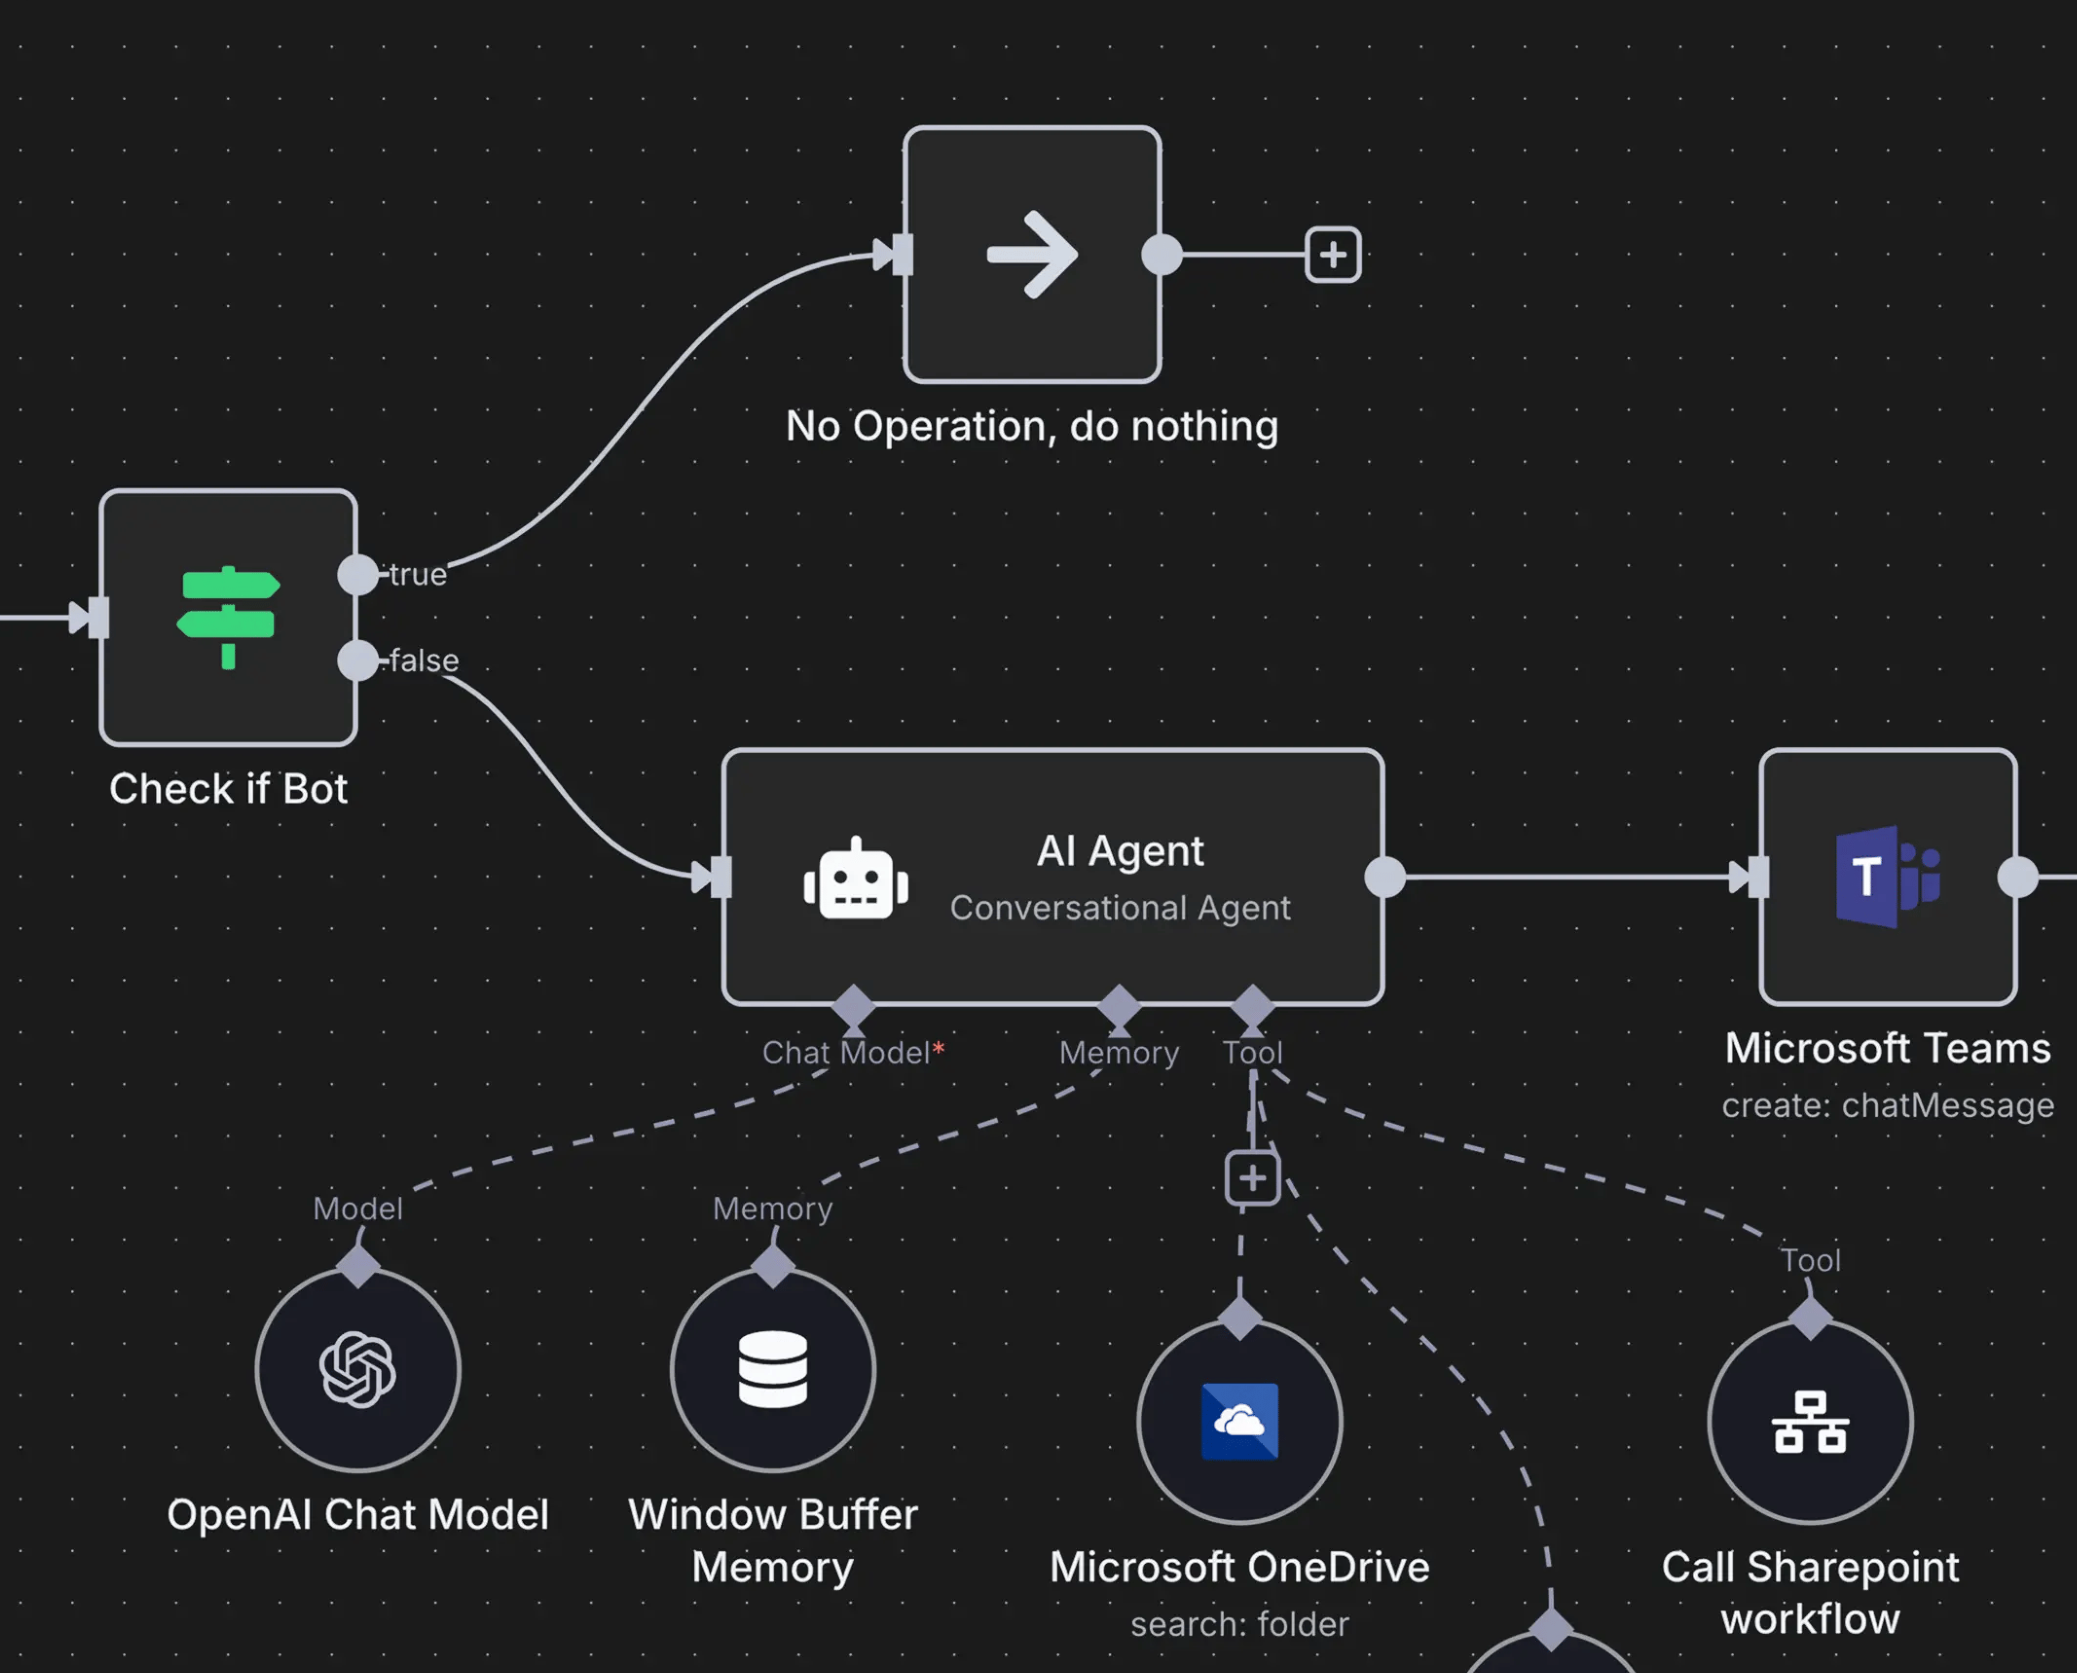 No Operation, do nothing
true
false
Check if Bot
AI Agent
Conversational Agent
T
Chat Model*
Memory
Tool
Microsoft Teams
create: chatMessage
Model
Memory
Tool
OpenAI Chat Model
Window Buffer
Memory
Microsoft OneDrive
search: folder
Call Sharepoint
workflow